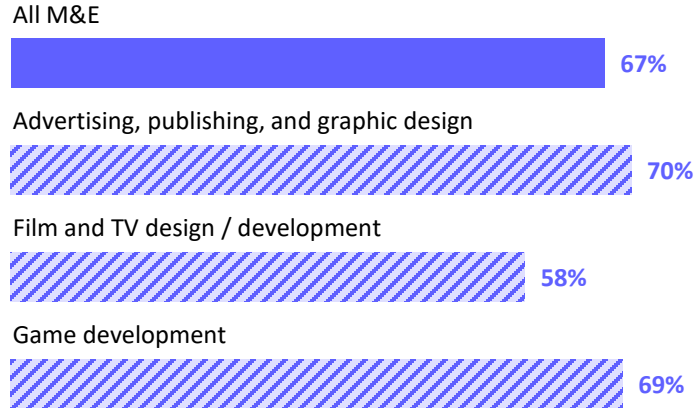 All M&E
67%
Advertising, publishing, and graphic design
70%
Film and TV design / development
58%
Game development
69%